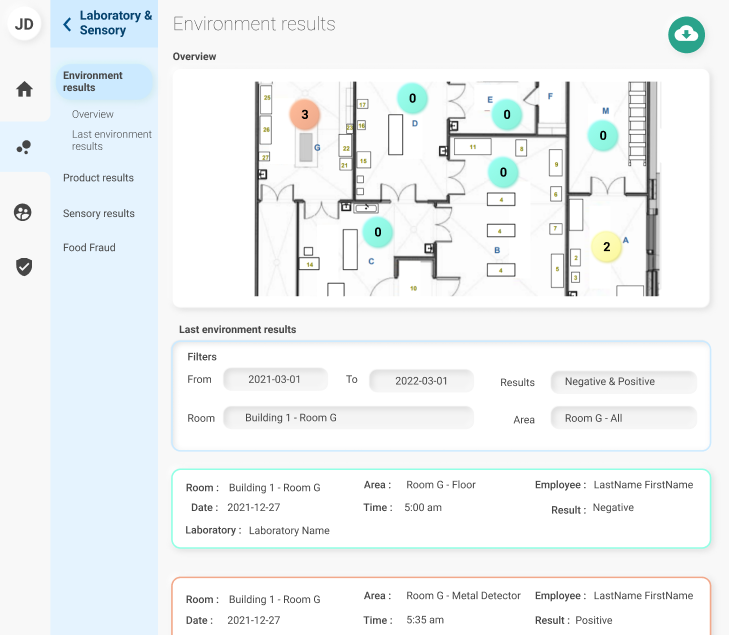 JD
Laboratory &
Sensory
Environment
results
Overview
Last environment
results
Product results
Sensory results
Food Fraud
Environment results
Overview
25
26
27
3
G
21
22
21
17
16
15
0
D
E
0
F
M
0
11
8
9
0
4
6
4
7
B
4
5
0
C
14
10
2
A
2
3
Last environment results
Filters
From 2021-03-01 To 2022-03-01 Results Negative & Positive
Room Building 1 - Room G Area Room G - All
Room : Building 1 - Room G Area : Room G - Floor Employee : LastName FirstName
Date : 2021-12-27 Time : 5:00 am Result : Negative
Laboratory : Laboratory Name
Room : Building 1 - Room G Area : Room G - Metal Detector Employee : LastName FirstName
Date : 2021-12-27 Time : 5:35 am Result : Positive